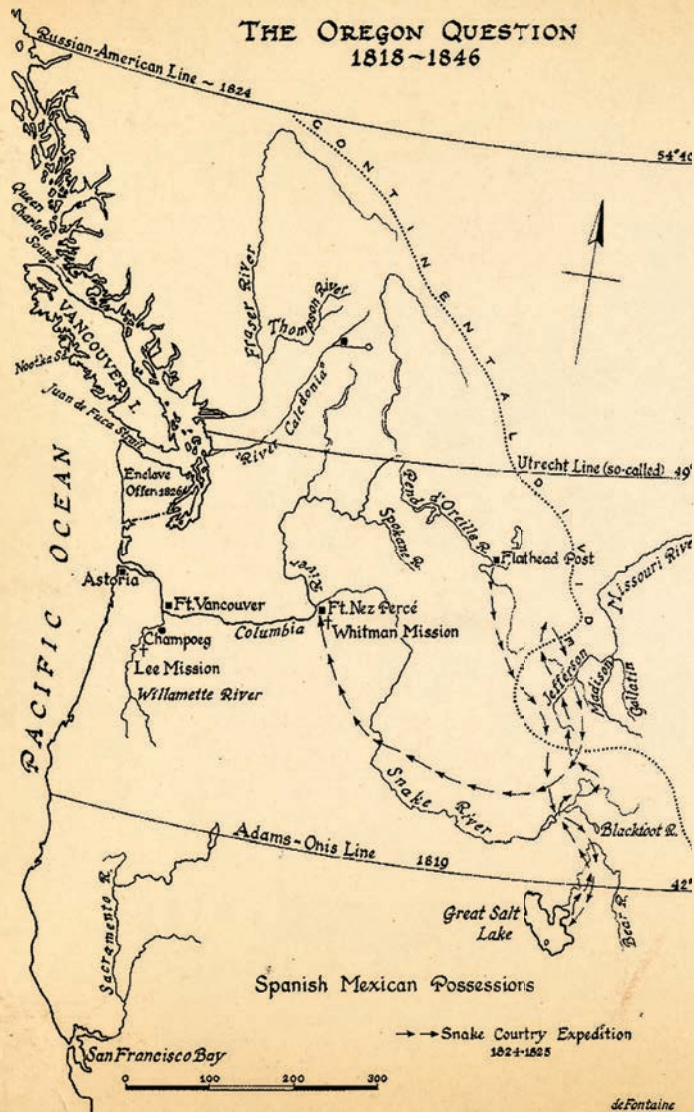 THE OREGON QUESTION
1818~1846
Russian-American Line ~ 1824
54°40
CONTINENTAL DIVIDE
Queen
Charlotte
Sound
VANCOUVER I.
Nootka Sd.
Juan de Fuca Strait
Fraser River
Thompson River
"River Caledonia"
Utrecht Line (so-called) 49°
Enclave
Offer 1826
PACIFIC OCEAN
Pend d'Oreille R.
Spokane R.
Flathead Post
Missouri River
Astoria
Ft. Vancouver
Columbia River
Ft. Nez Percé
Whitman Mission
Champoeg
Lee Mission
Willamette River
Jefferson
Madison
Gallatin
Snake River
Blackfoot R.
Adams-Onis Line 1819
42°
Sacramento R.
Great Salt
Lake
Bear R.
Spanish Mexican Possessions
Snake Courtry Expedition
1824-1825
San Francisco Bay
0 100 200 300
deFontaine